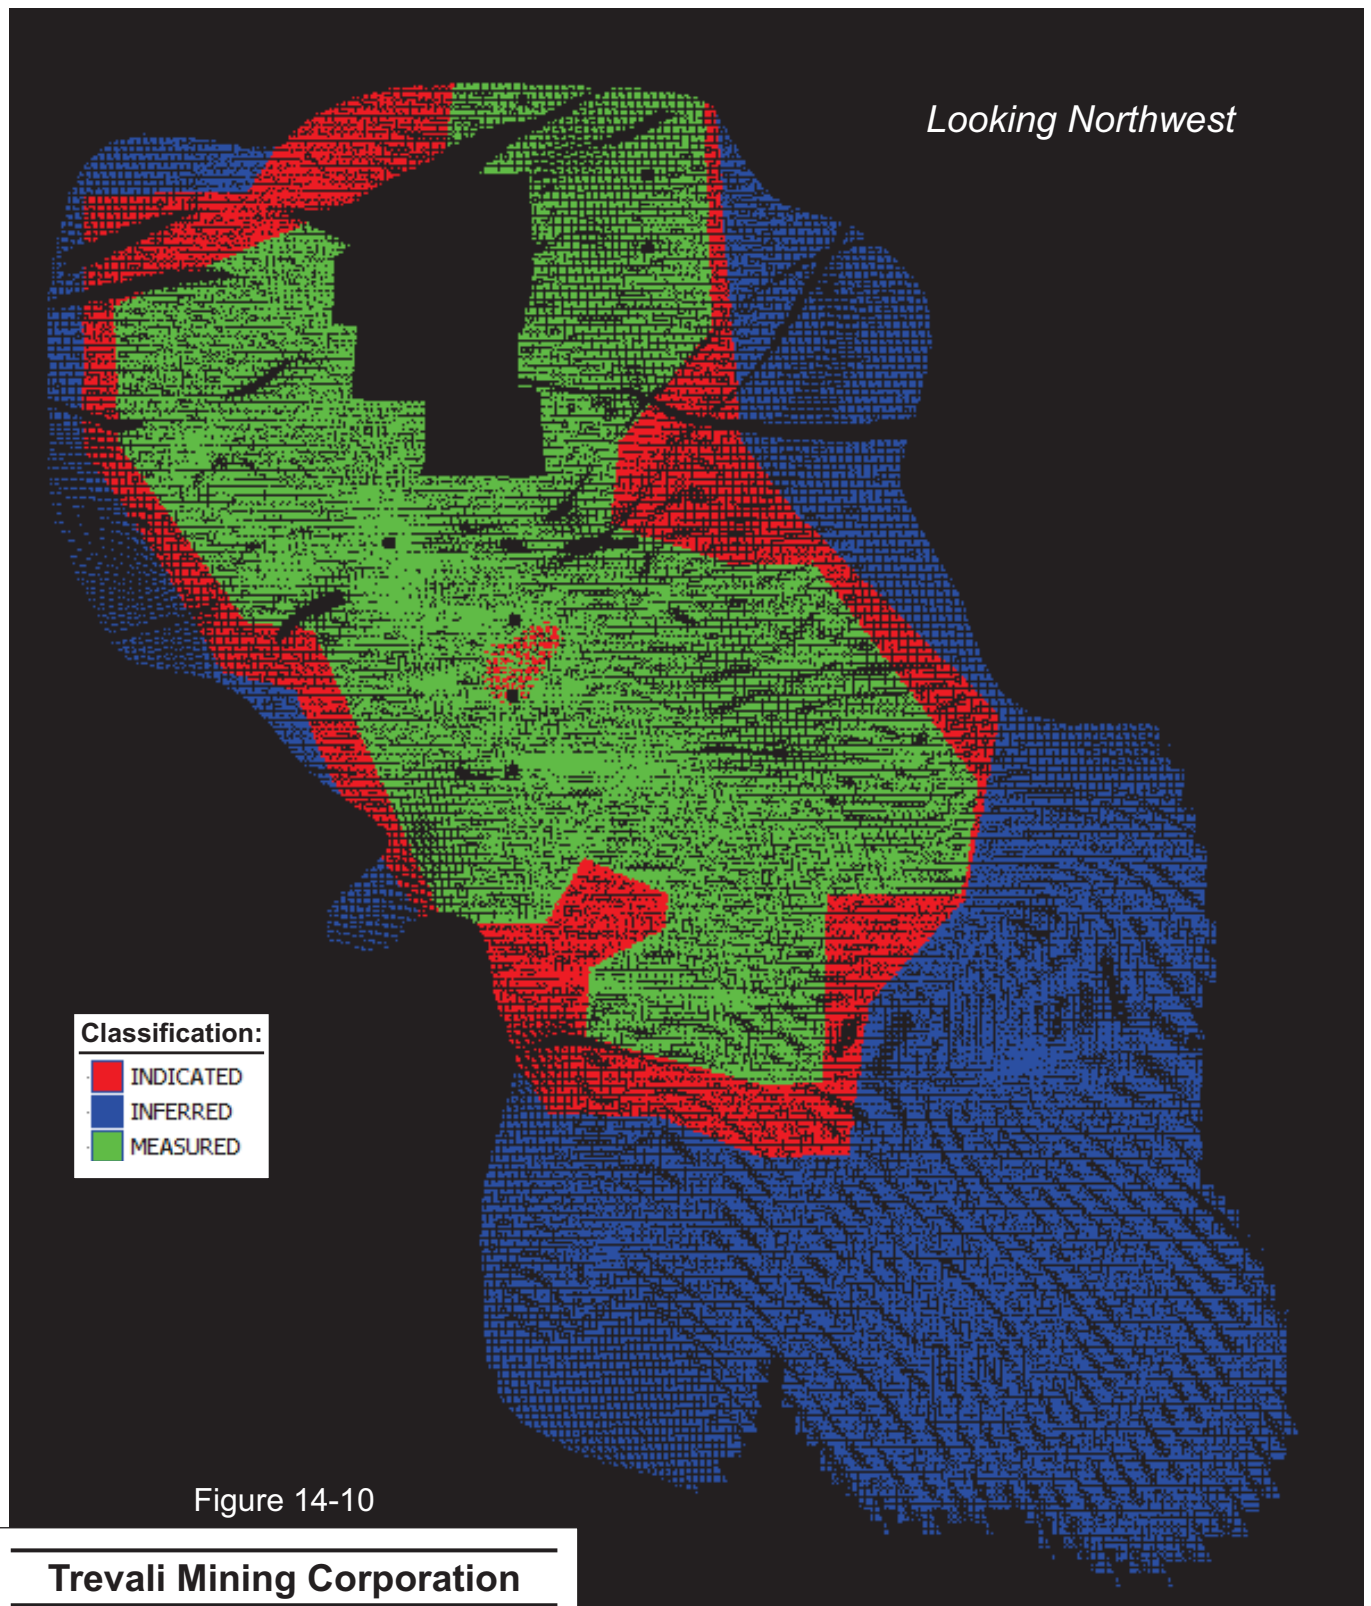 Looking Northwest
Classification:
INDICATED
INFERRED
MEASURED
Figure 14-10
Trevali Mining Corporation